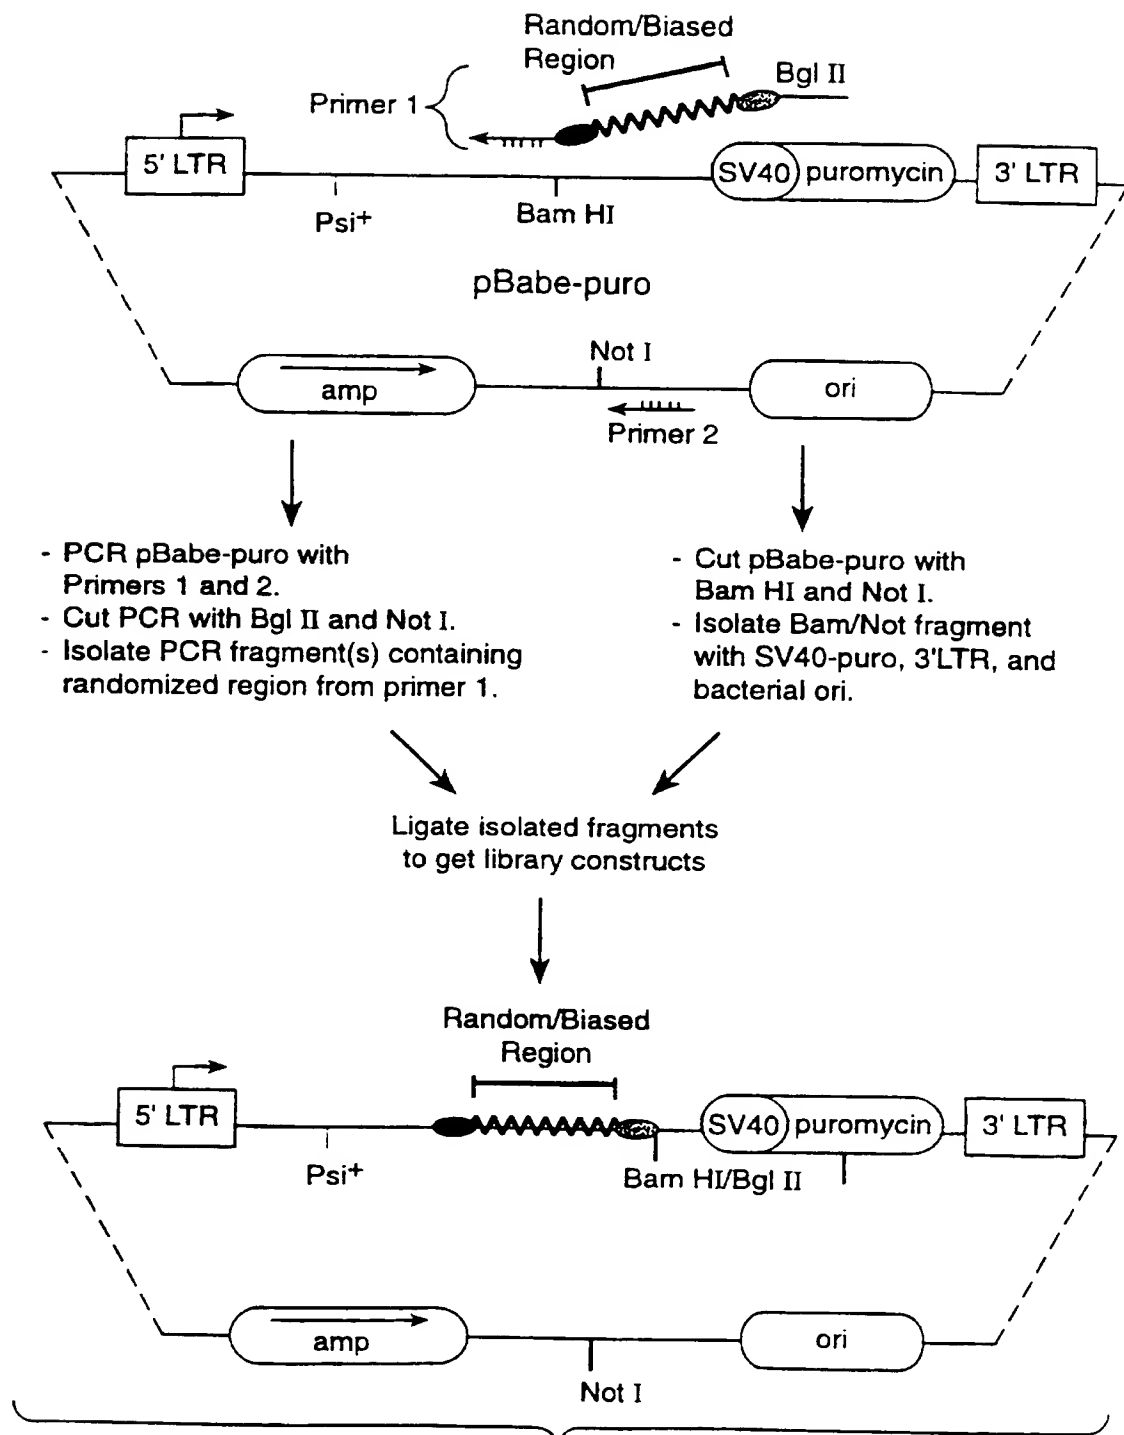 Random/Biased
Region
Bgl II
Primer 1
5' LTR
SV40
puromycin
3' LTR
Psi+
Bam HI
pBabe-puro
Not I
amp
ori
Primer 2
- PCR pBabe-puro with
Primers 1 and 2.
- Cut PCR with Bgl II and Not I.
- Isolate PCR fragment(s) containing
randomized region from primer 1.
- Cut pBabe-puro with
Bam HI and Not I.
- Isolate Bam/Not fragment
with SV40-puro, 3'LTR, and
bacterial ori.
Ligate isolated fragments
to get library constructs
Random/Biased
Region
5' LTR
SV40
puromycin
3' LTR
Psi+
Bam HI/Bgl II
amp
ori
Not I